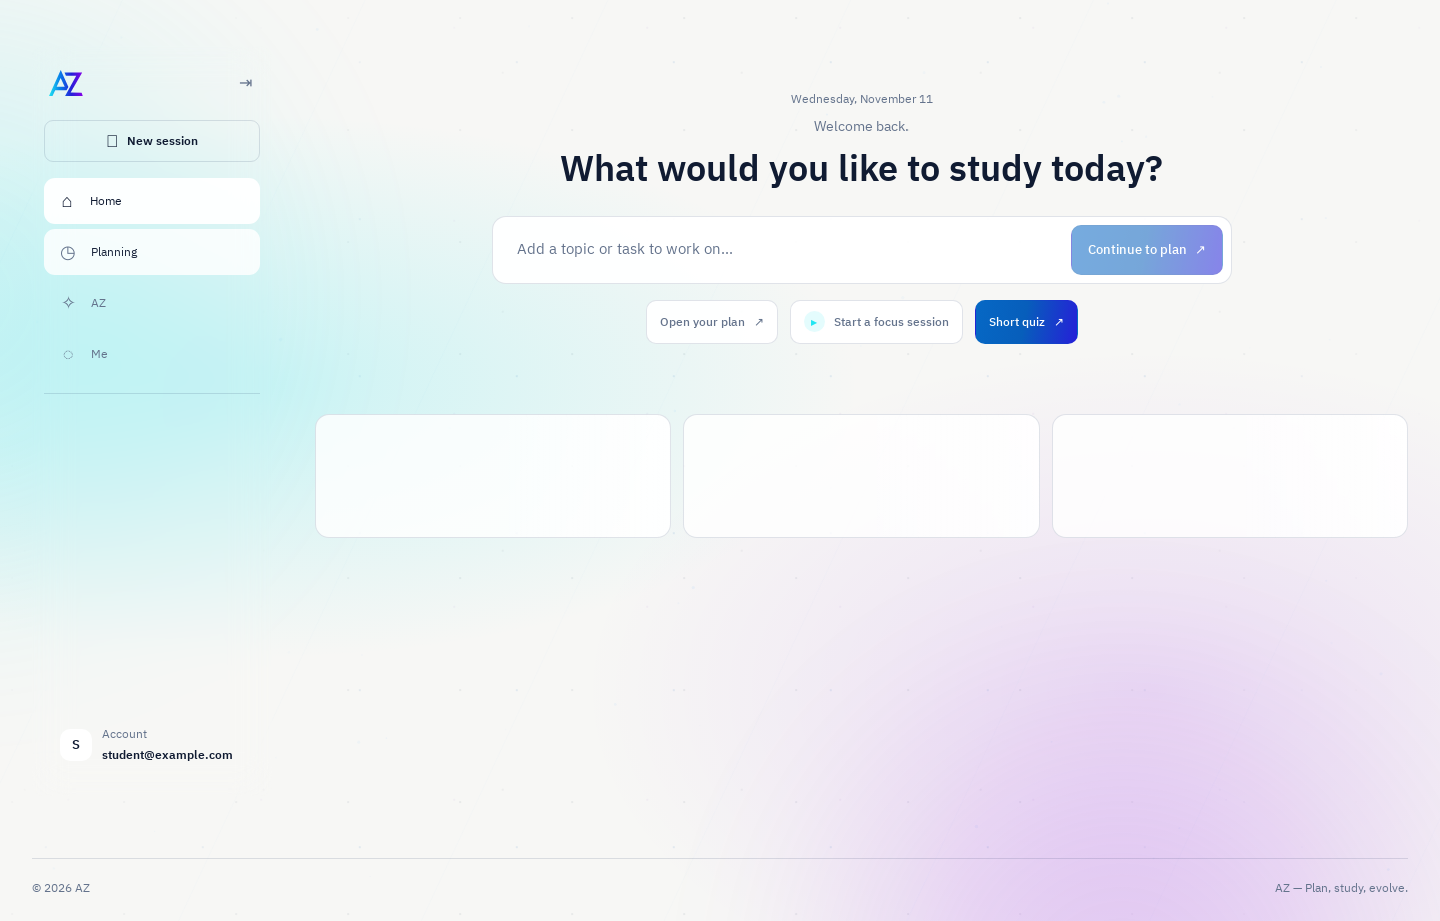 AZ
New session
Home
Planning
AZ
Me
Account
S
student@example.com
Wednesday, November 11
Welcome back.
What would you like to study today?
Add a topic or task to work on...
Continue to plan ↗
Open your plan ↗
Start a focus session
Short quiz ↗
© 2026 AZ
AZ — Plan, study, evolve.